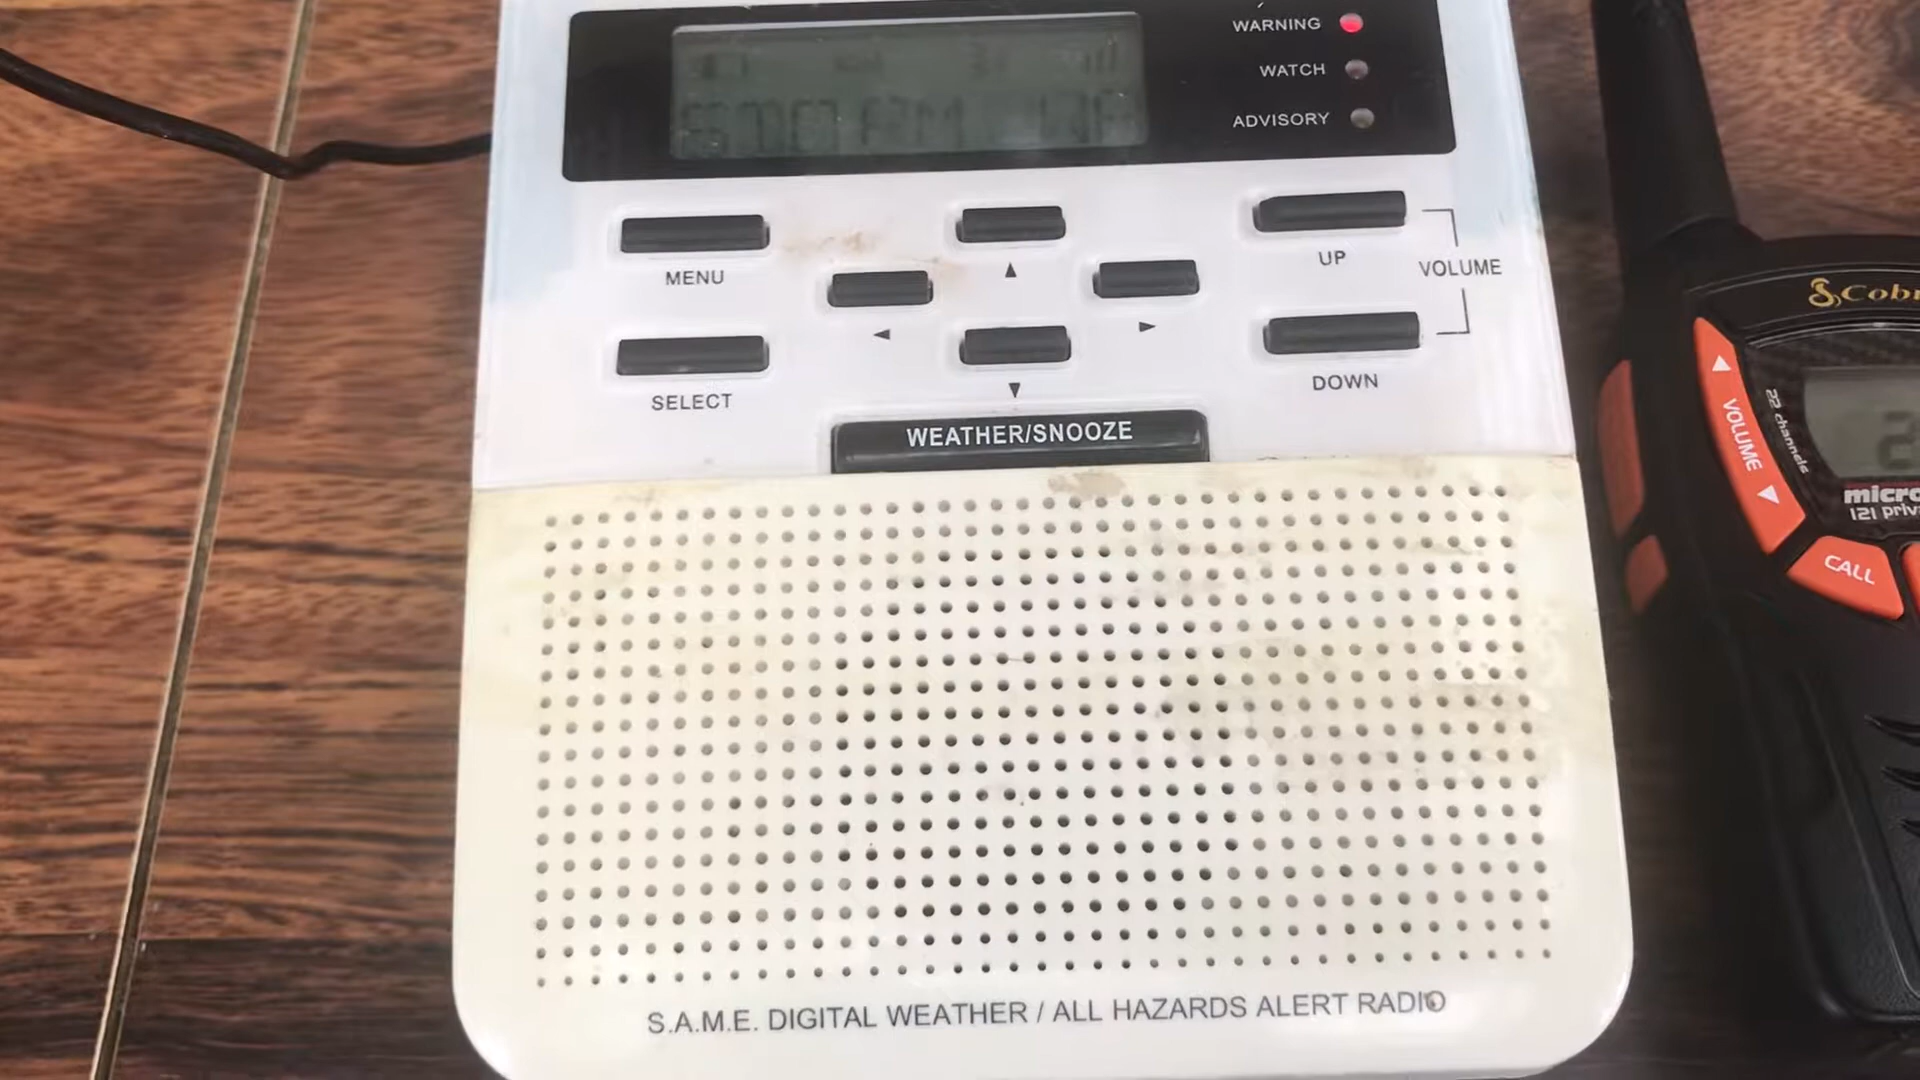 WARNING
WATCH
ADVISORY
MENU
UP
VOLUME
SELECT
DOWN
WEATHER/SNOOZE
S.A.M.E. DIGITAL WEATHER / ALL HAZARDS ALERT RADIO
VOLUME
22 channels
CALL